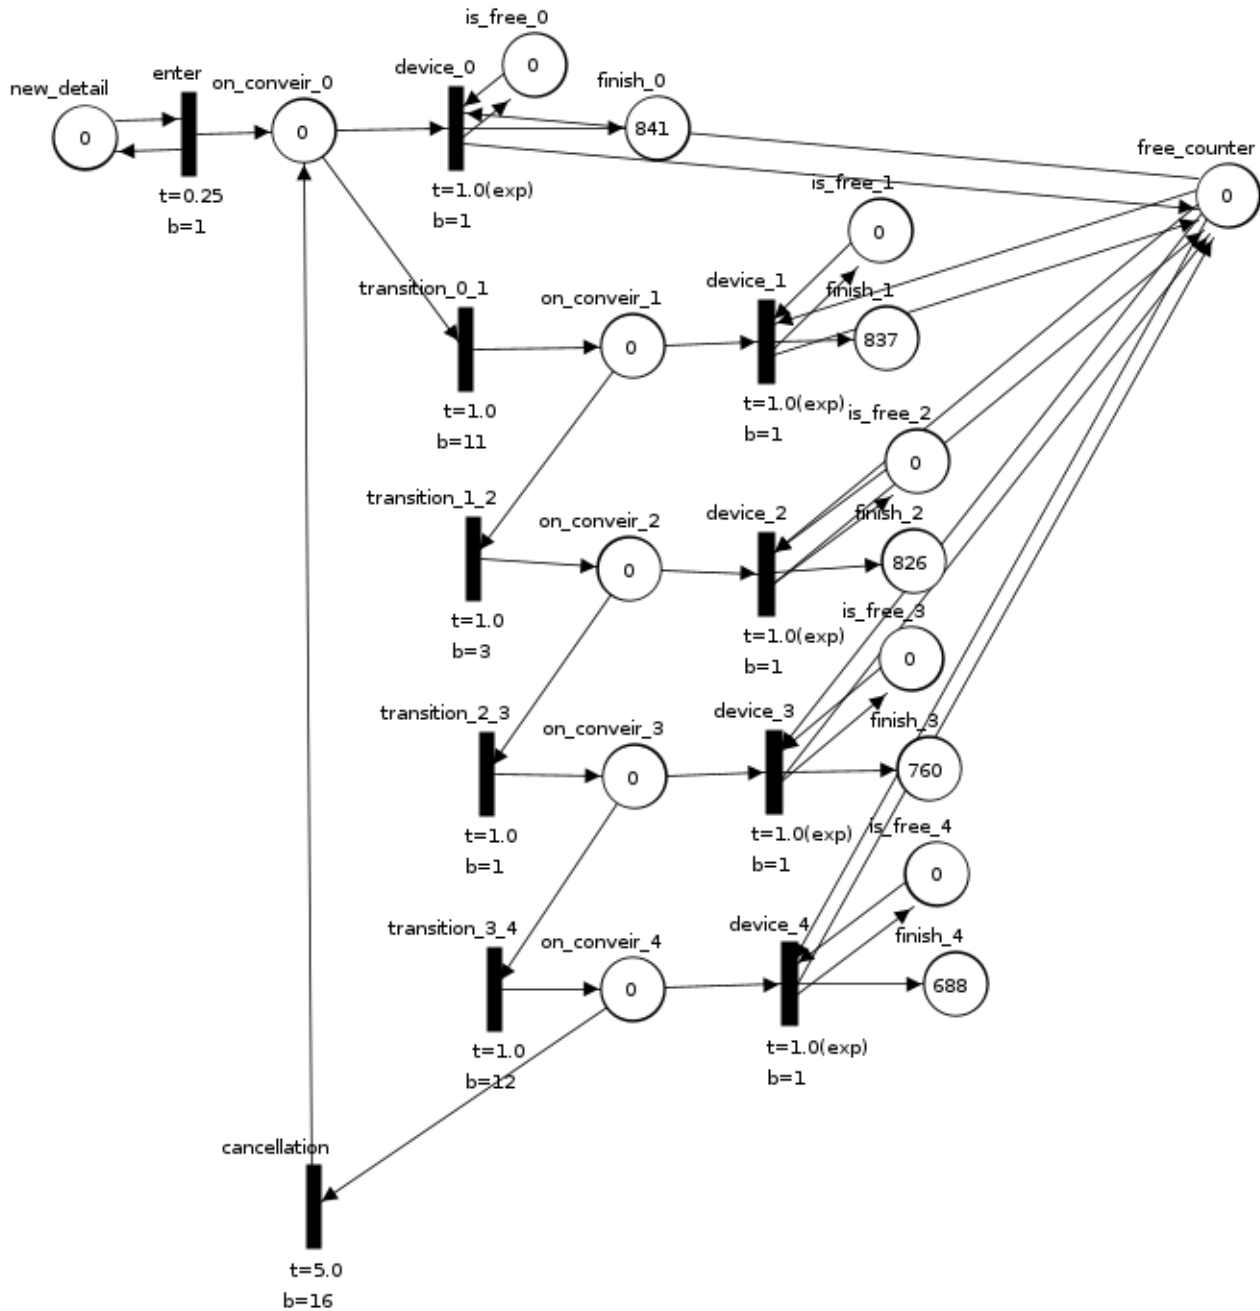 is_free_0
device_0
0
finish_0
enter
on_conveir_0
new_detail
0
0
841
free_counter
0
t=0.25
b=1
t=1.0(exp)
b=1
is_free_1
0
transition_0_1
on_conveir_1
device_1
finish_1
0
837
t=1.0
b=11
t=1.0(exp)
b=1
is_free_2
0
transition_1_2
on_conveir_2
device_2
finish_2
0
826
t=1.0
b=3
t=1.0(exp)
b=1
is_free_3
0
transition_2_3
on_conveir_3
device_3
finish_3
0
760
t=1.0
b=1
t=1.0(exp)
b=1
is_free_4
0
transition_3_4
on_conveir_4
device_4
finish_4
0
688
t=1.0
b=12
t=1.0(exp)
b=1
cancellation
t=5.0
b=16